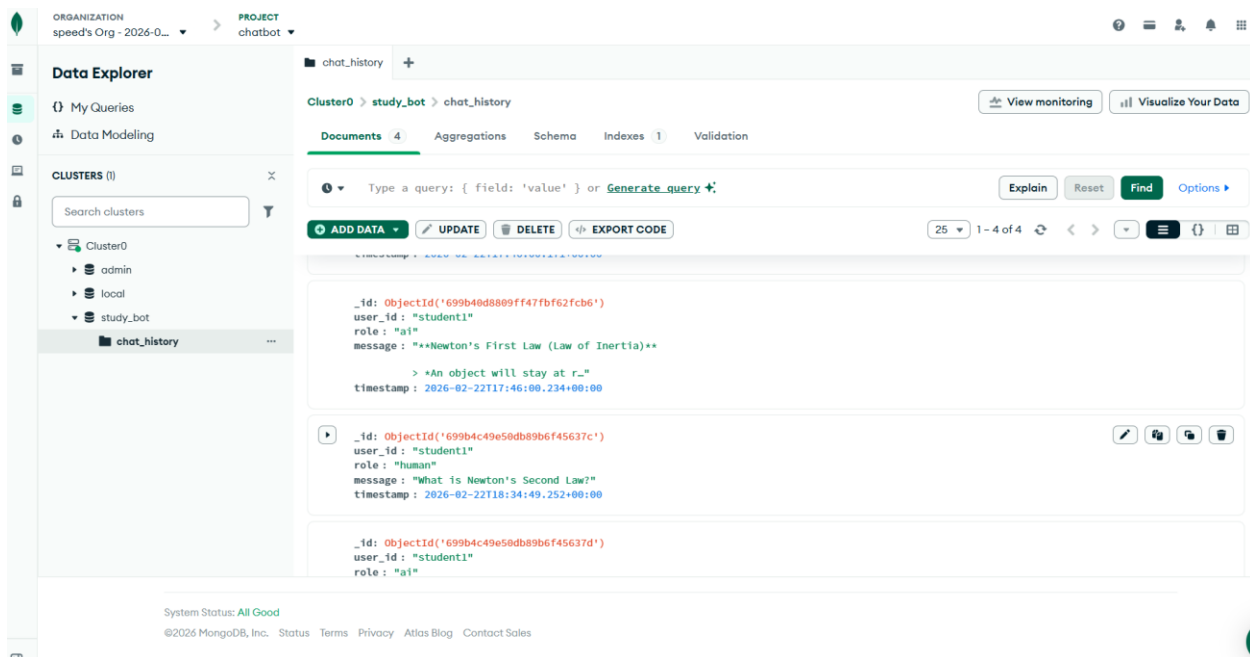 ORGANIZATION
speed's Org - 2026-0...
PROJECT
chatbot
Data Explorer
My Queries
Data Modeling
CLUSTERS (1)
Search clusters
Cluster0
admin
local
study_bot
chat_history
chat_history
Cluster0 > study_bot > chat_history
View monitoring
Visualize Your Data
Documents 4
Aggregations
Schema
Indexes 1
Validation
Type a query: { field: 'value' } or Generate query
Explain
Reset
Find
Options
ADD DATA
UPDATE
DELETE
EXPORT CODE
25
1 – 4 of 4
_id: ObjectId('699b40d8809ff47fbf62fcb6')
user_id : "student1"
role : "ai"
message : "**Newton's First Law (Law of Inertia)**
> *An object will stay at r…"
timestamp : 2026-02-22T17:46:00.234+00:00
_id: ObjectId('699b4c49e50db89b6f45637c')
user_id : "student1"
role : "human"
message : "What is Newton's Second Law?"
timestamp : 2026-02-22T18:34:49.252+00:00
_id: ObjectId('699b4c49e50db89b6f45637d')
user_id : "student1"
role : "ai"
System Status: All Good
©2026 MongoDB, Inc.
Status
Terms
Privacy
Atlas Blog
Contact Sales